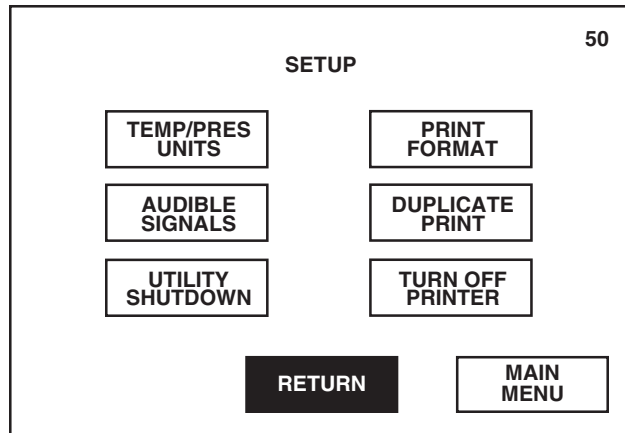 50
SETUP
TEMP/PRES
UNITS
PRINT
FORMAT
AUDIBLE
SIGNALS
DUPLICATE
PRINT
UTILITY
SHUTDOWN
TURN OFF
PRINTER
RETURN
MAIN
MENU